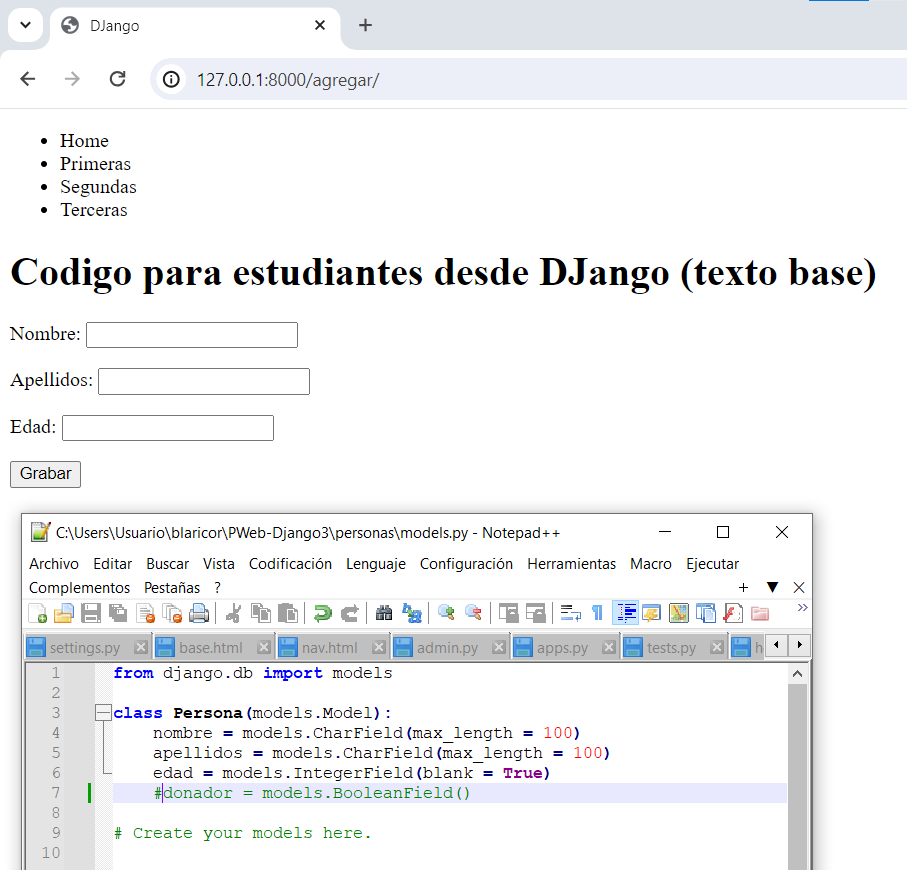 DJango
127.0.0.1:8000/agregar/
Home
Primeras
Segundas
Terceras
Codigo para estudiantes desde DJango (texto base)
Nombre:
Apellidos:
Edad:
Grabar
C:\Users\Usuario\blaricor\PWeb-Django3\personas\models.py - Notepad++
Archivo Editar Buscar Vista Codificación Lenguaje Configuración Herramientas Macro Ejecutar
Complementos Pestañas ?
settings.py base.html nav.html admin.py apps.py tests.py h
1 from django.db import models
2
3 class Persona(models.Model):
4 nombre = models.CharField(max_length = 100)
5 apellidos = models.CharField(max_length = 100)
6 edad = models.IntegerField(blank = True)
7 #donador = models.BooleanField()
8
9 # Create your models here.
10